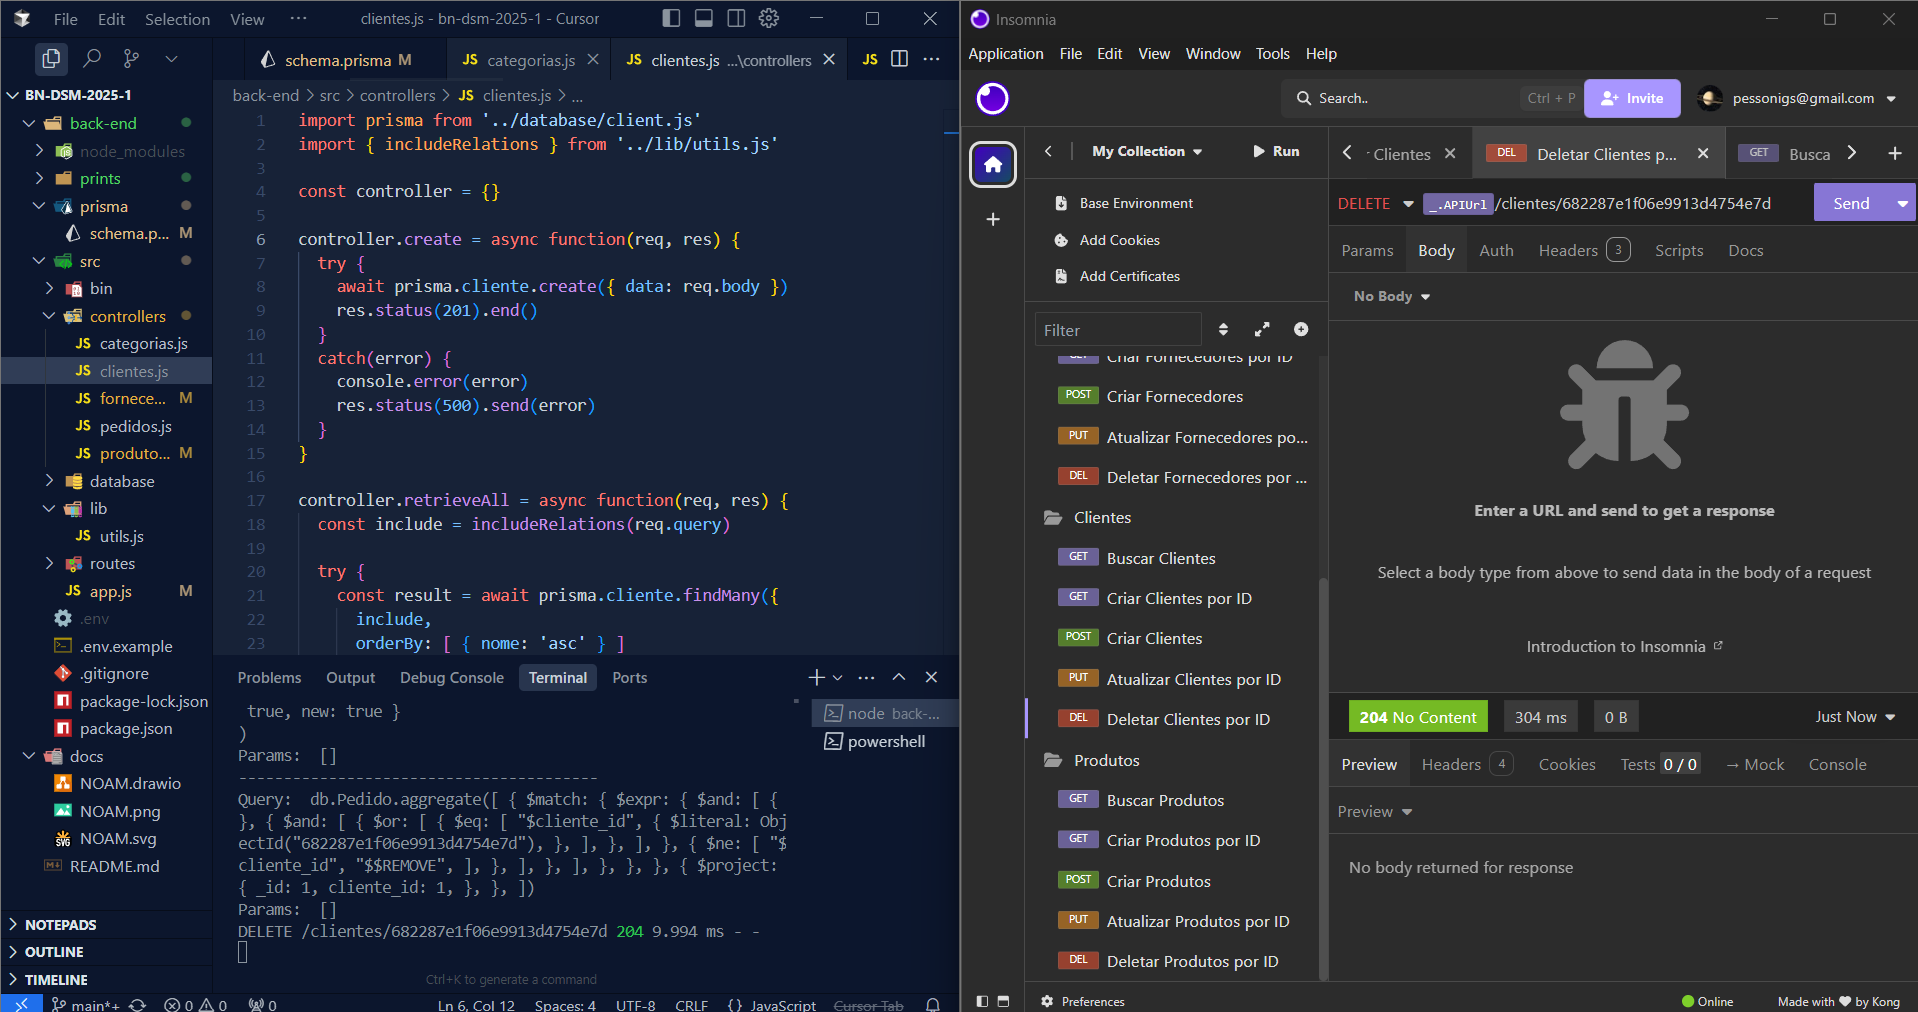 File Edit Selection View ··· clientes.js - bn-dsm-2025-1 - Cursor
BN-DSM-2025-1
back-end
node_modules
prints
prisma
schema.p... M
src
bin
controllers
JS categorias.js
JS clientes.js
JS fornece... M
JS pedidos.js
JS produto... M
database
lib
JS utils.js
routes
JS app.js M
.env
.env.example
.gitignore
package-lock.json
package.json
docs
NOAM.drawio
NOAM.png
NOAM.svg
README.md
NOTEPADS
OUTLINE
TIMELINE
schema.prisma M JS categorias.js JS clientes.js ...\controllers JS
back-end > src > controllers > JS clientes.js > ...
1 import prisma from '../database/client.js'
2 import { includeRelations } from '../lib/utils.js'
3
4 const controller = {}
5
6 controller.create = async function(req, res) {
7 try {
8 await prisma.cliente.create({ data: req.body })
9 res.status(201).end()
10 }
11 catch(error) {
12 console.error(error)
13 res.status(500).send(error)
14 }
15 }
16
17 controller.retrieveAll = async function(req, res) {
18 const include = includeRelations(req.query)
19
20 try {
21 const result = await prisma.cliente.findMany({
22 include,
23 orderBy: [ { nome: 'asc' } ]
Problems Output Debug Console Terminal Ports
true, new: true }
)
Params: []
----------------------------------------
Query: db.Pedido.aggregate([ { $match: { $expr: { $and: [ {
}, { $and: [ { $or: [ { $eq: [ "$cliente_id", { $literal: Obj
ectId("682287e1f06e9913d4754e7d"), }, ], }, ], }, { $ne: [ "$
cliente_id", "$$REMOVE", ], }, ], }, ], }, }, }, { $project:
{ _id: 1, cliente_id: 1, }, }, ])
Params: []
DELETE /clientes/682287e1f06e9913d4754e7d 204 9.994 ms - -
node back-...
powershell
Ctrl+K to generate a command
main*+ 0 0 0 Ln 6, Col 12 Spaces: 4 UTF-8 CRLF {} JavaScript Cursor Tab
Insomnia
Application File Edit View Window Tools Help
Search.. Ctrl + P Invite pessonigs@gmail.com
My Collection Run
Base Environment
Add Cookies
Add Certificates
Filter
GET Criar Fornecedores por ID
POST Criar Fornecedores
PUT Atualizar Fornecedores po...
DEL Deletar Fornecedores por ...
Clientes
GET Buscar Clientes
GET Criar Clientes por ID
POST Criar Clientes
PUT Atualizar Clientes por ID
DEL Deletar Clientes por ID
Produtos
GET Buscar Produtos
GET Criar Produtos por ID
POST Criar Produtos
PUT Atualizar Produtos por ID
DEL Deletar Produtos por ID
Clientes DEL Deletar Clientes p... GET Busca
DELETE _.APIUrl /clientes/682287e1f06e9913d4754e7d Send
Params Body Auth Headers 3 Scripts Docs
No Body
Enter a URL and send to get a response
Select a body type from above to send data in the body of a request
Introduction to Insomnia
204 No Content 304 ms 0 B Just Now
Preview Headers 4 Cookies Tests 0 / 0 → Mock Console
Preview
No body returned for response
Preferences Online Made with ♥ by Kong